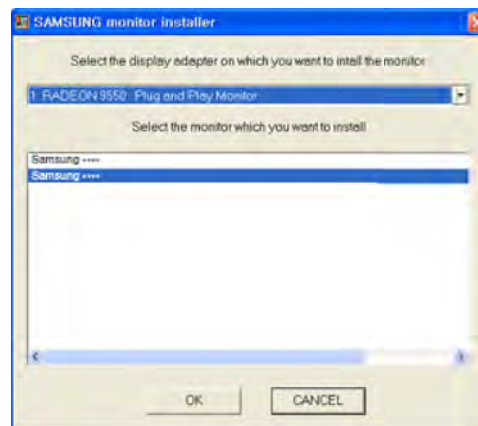 SAMSUNG monitor installer
Select the display adapter on which you want to intall the monitor
1. RADEON 9550 : Plug and Play Monitor
Select the monitor which you want to install
Samsung ****
Samsung ****
OK
CANCEL